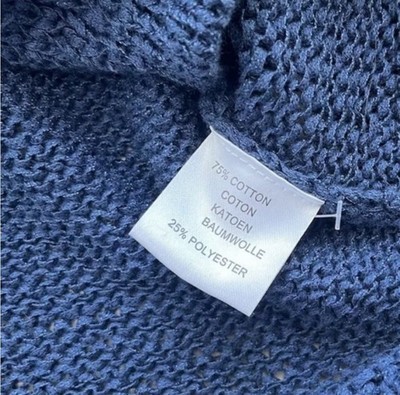 75% COTTON
COTON
KATOEN
BAUMWOLLE
25% POLYESTER